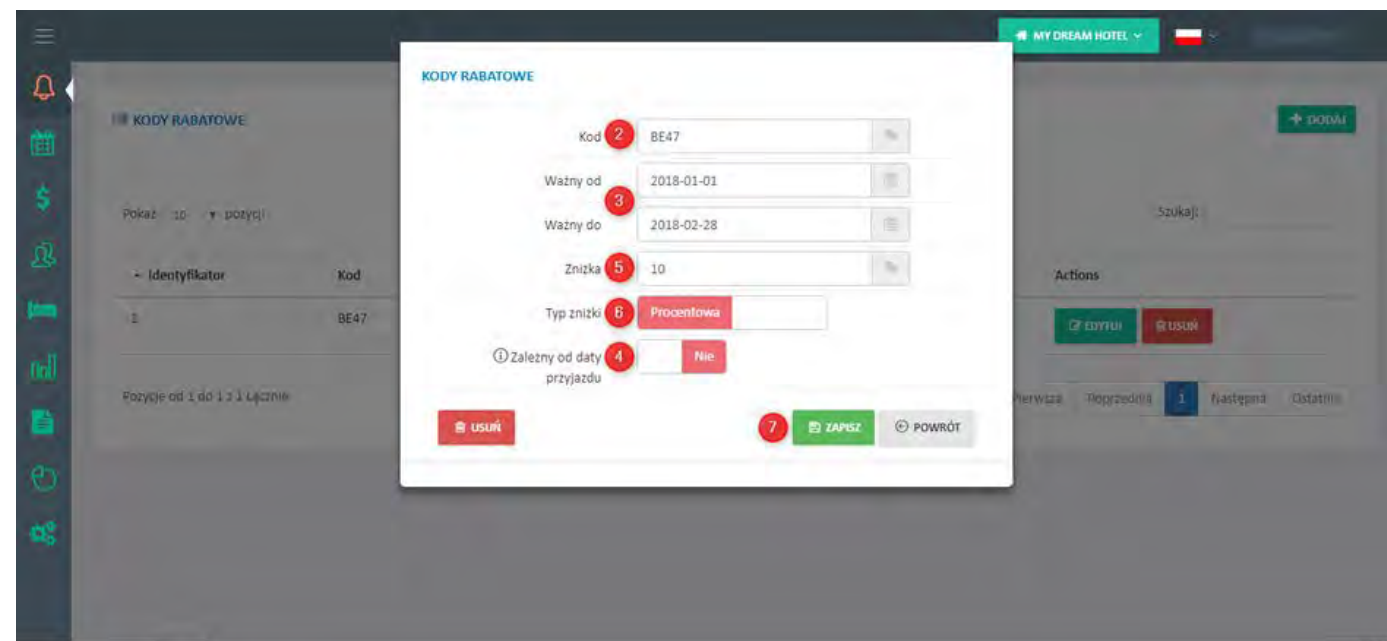 MY DREAM HOTEL
KODY RABATOWE
+ DODAJ
Pokaż 10 pozycji
Szukaj:
Identyfikator Kod Actions
1 BE47 EDYTUJ USUŃ
Pozycje od 1 do 1 z 1 Łącznie
Pierwsza Poprzednia 1 Następna Ostatnia
KODY RABATOWE
Kod 2 BE47
Ważny od 2018-01-01
3
Ważny do 2018-02-28
Zniżka 5 10
Typ zniżki 6 Procentowa
Zależny od daty 4 Nie
przyjazdu
USUŃ 7 ZAPISZ POWRÓT